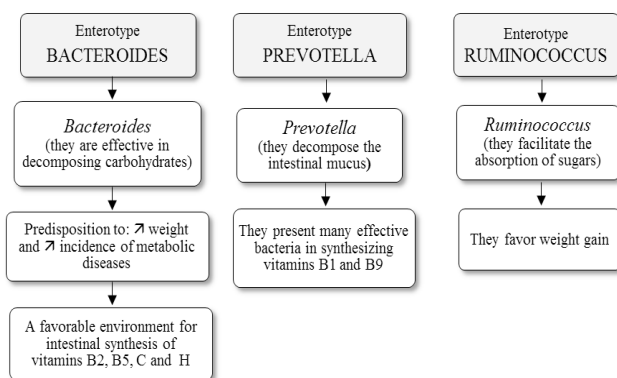 Enterotype
BACTEROIDES
Enterotype
PREVOTELLA
Enterotype
RUMINOCOCCUS
Bacteroides
(they are effective in
decomposing carbohydrates)
Prevotella
(they decompose the
intestinal mucus)
Ruminococcus
(they facilitate the
absorption of sugars)
Predisposition to: ↗ weight
and ↗ incidence of metabolic
diseases
They present many effective
bacteria in synthesizing
vitamins B1 and B9
They favor weight gain
A favorable environment for
intestinal synthesis of
vitamins B2, B5, C and H